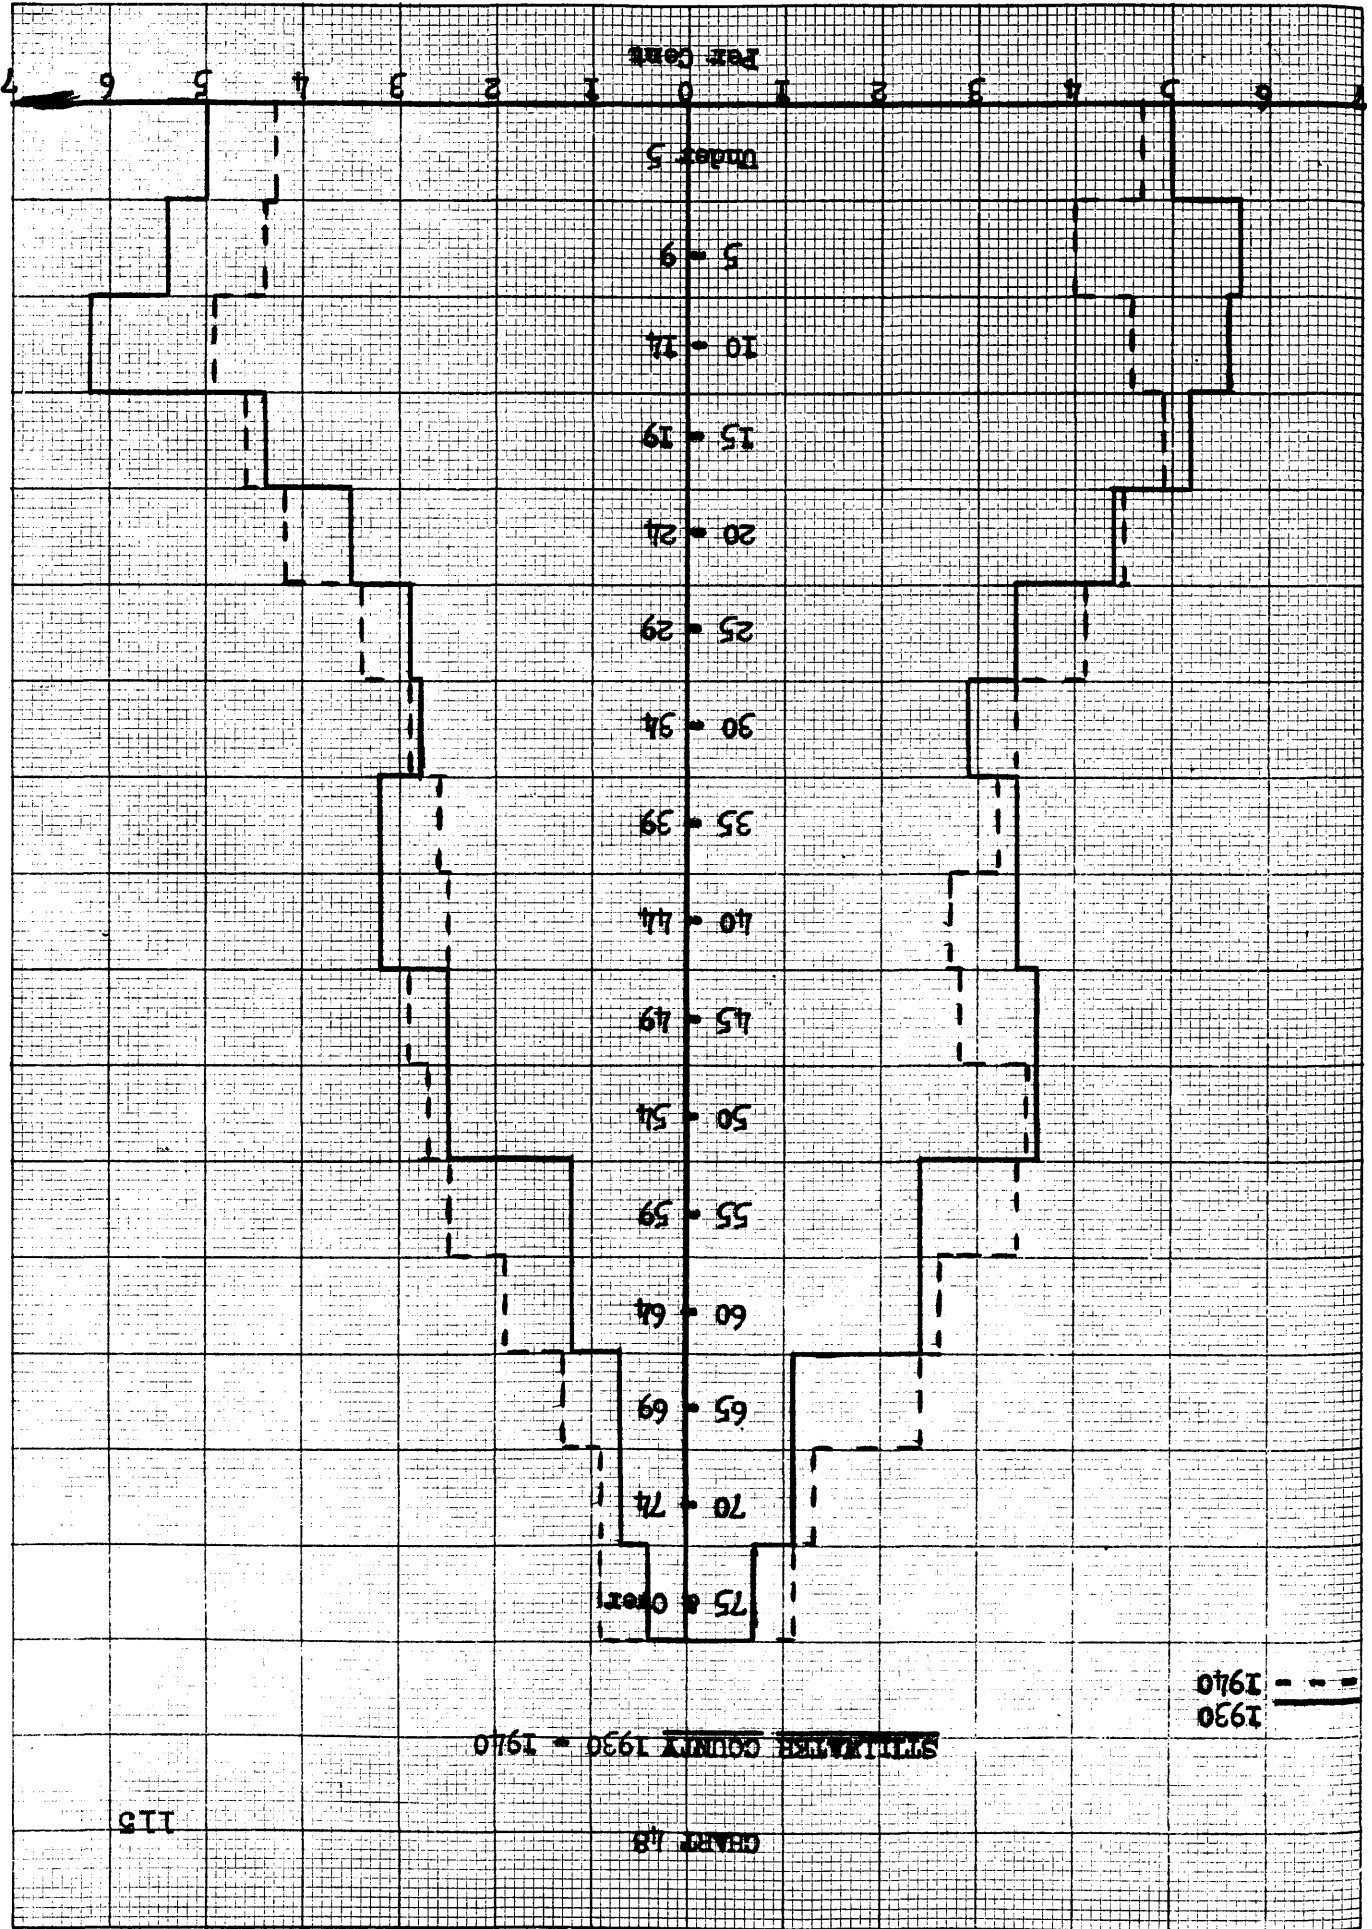 CHART 48
115
STILLWATER COUNTY 1930 - 1940
1930
1940
75 & Over
70 - 74
65 - 69
60 - 64
55 - 59
50 - 54
45 - 49
40 - 44
35 - 39
30 - 34
25 - 29
20 - 24
15 - 19
10 - 14
5 - 9
Under 5
7 6 5 4 3 2 1 0 1 2 3 4 5 6 7
Per Cent